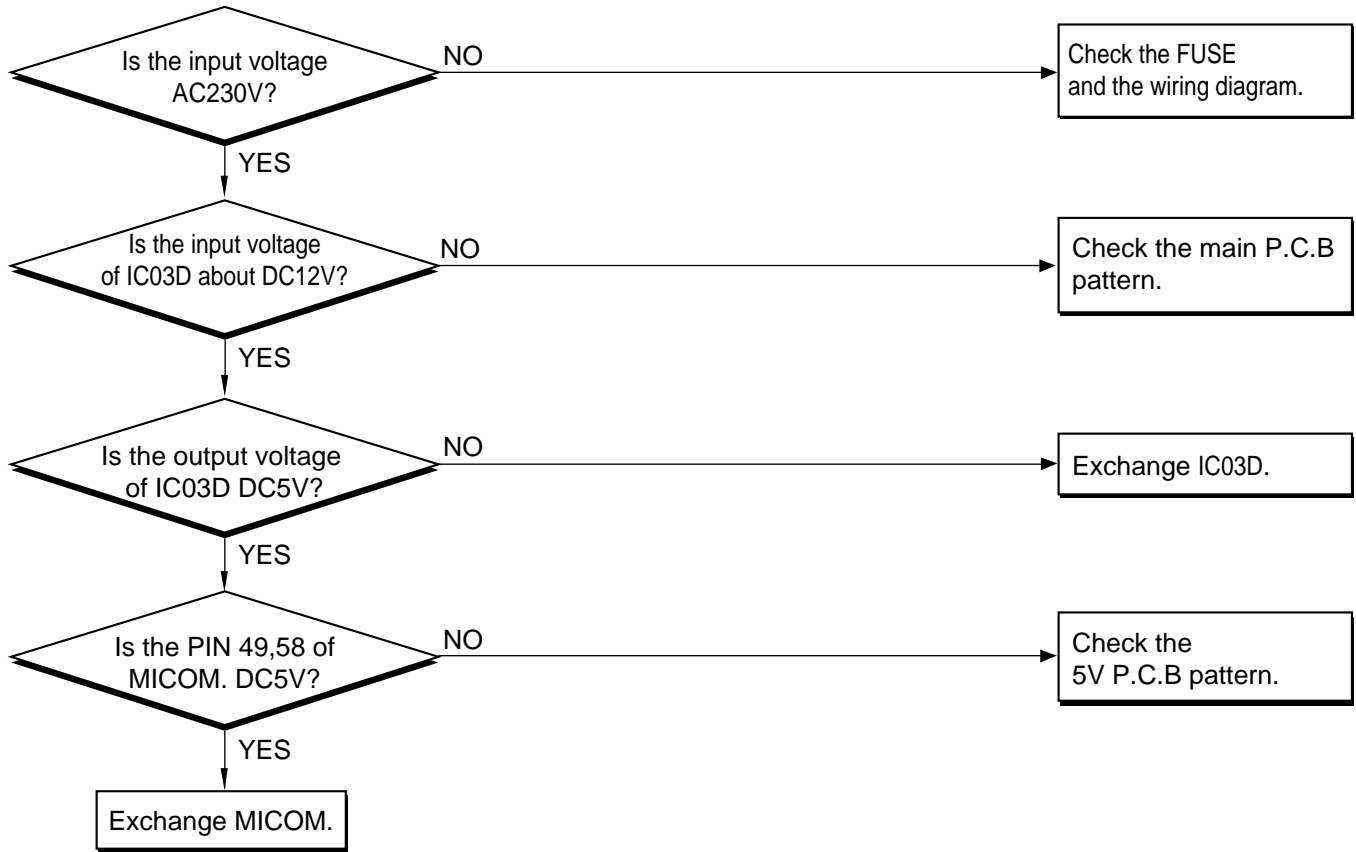 Is the input voltage
AC230V?
NO
Check the FUSE
and the wiring diagram.
YES
Is the input voltage
of IC03D about DC12V?
NO
Check the main P.C.B
pattern.
YES
Is the output voltage
of IC03D DC5V?
NO
Exchange IC03D.
YES
Is the PIN 49,58 of
MICOM. DC5V?
NO
Check the
5V P.C.B pattern.
YES
Exchange MICOM.